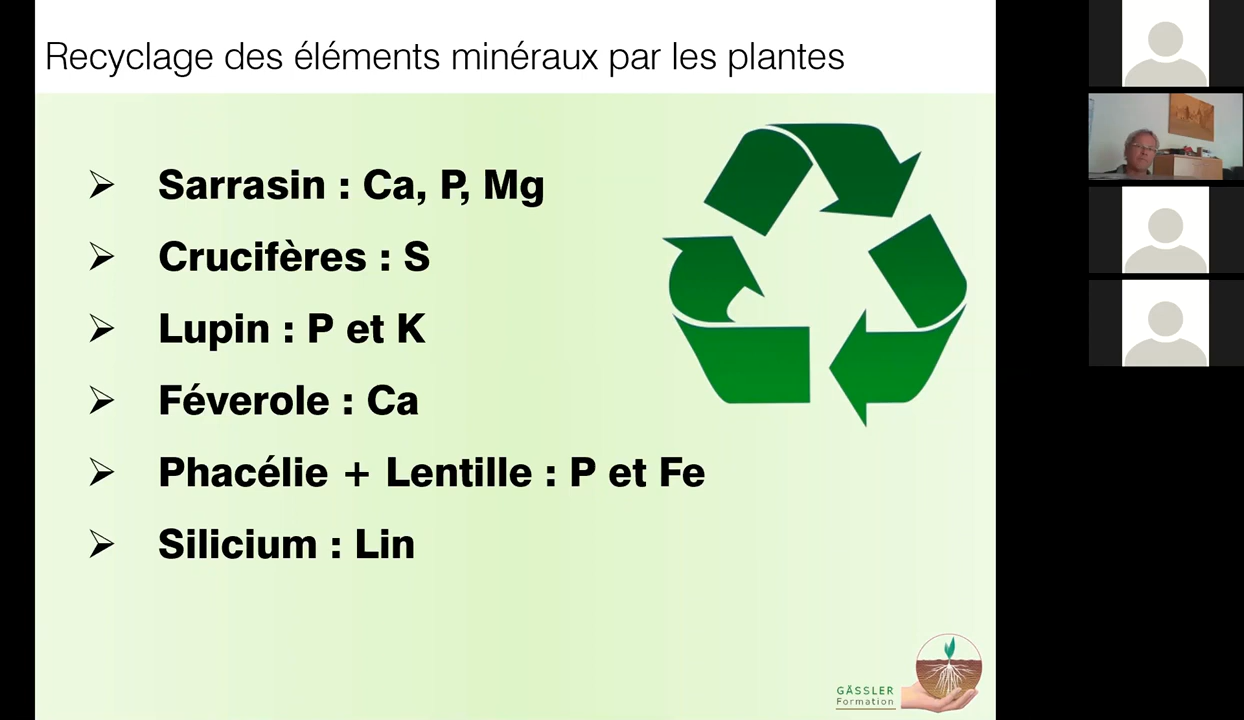 Recyclage des éléments minéraux par les plantes
Sarrasin : Ca, P, Mg
Crucifères : S
Lupin : P et K
Féverole : Ca
Phacélie + Lentille : P et Fe
Silicium : Lin
GÄSSLER
Formation